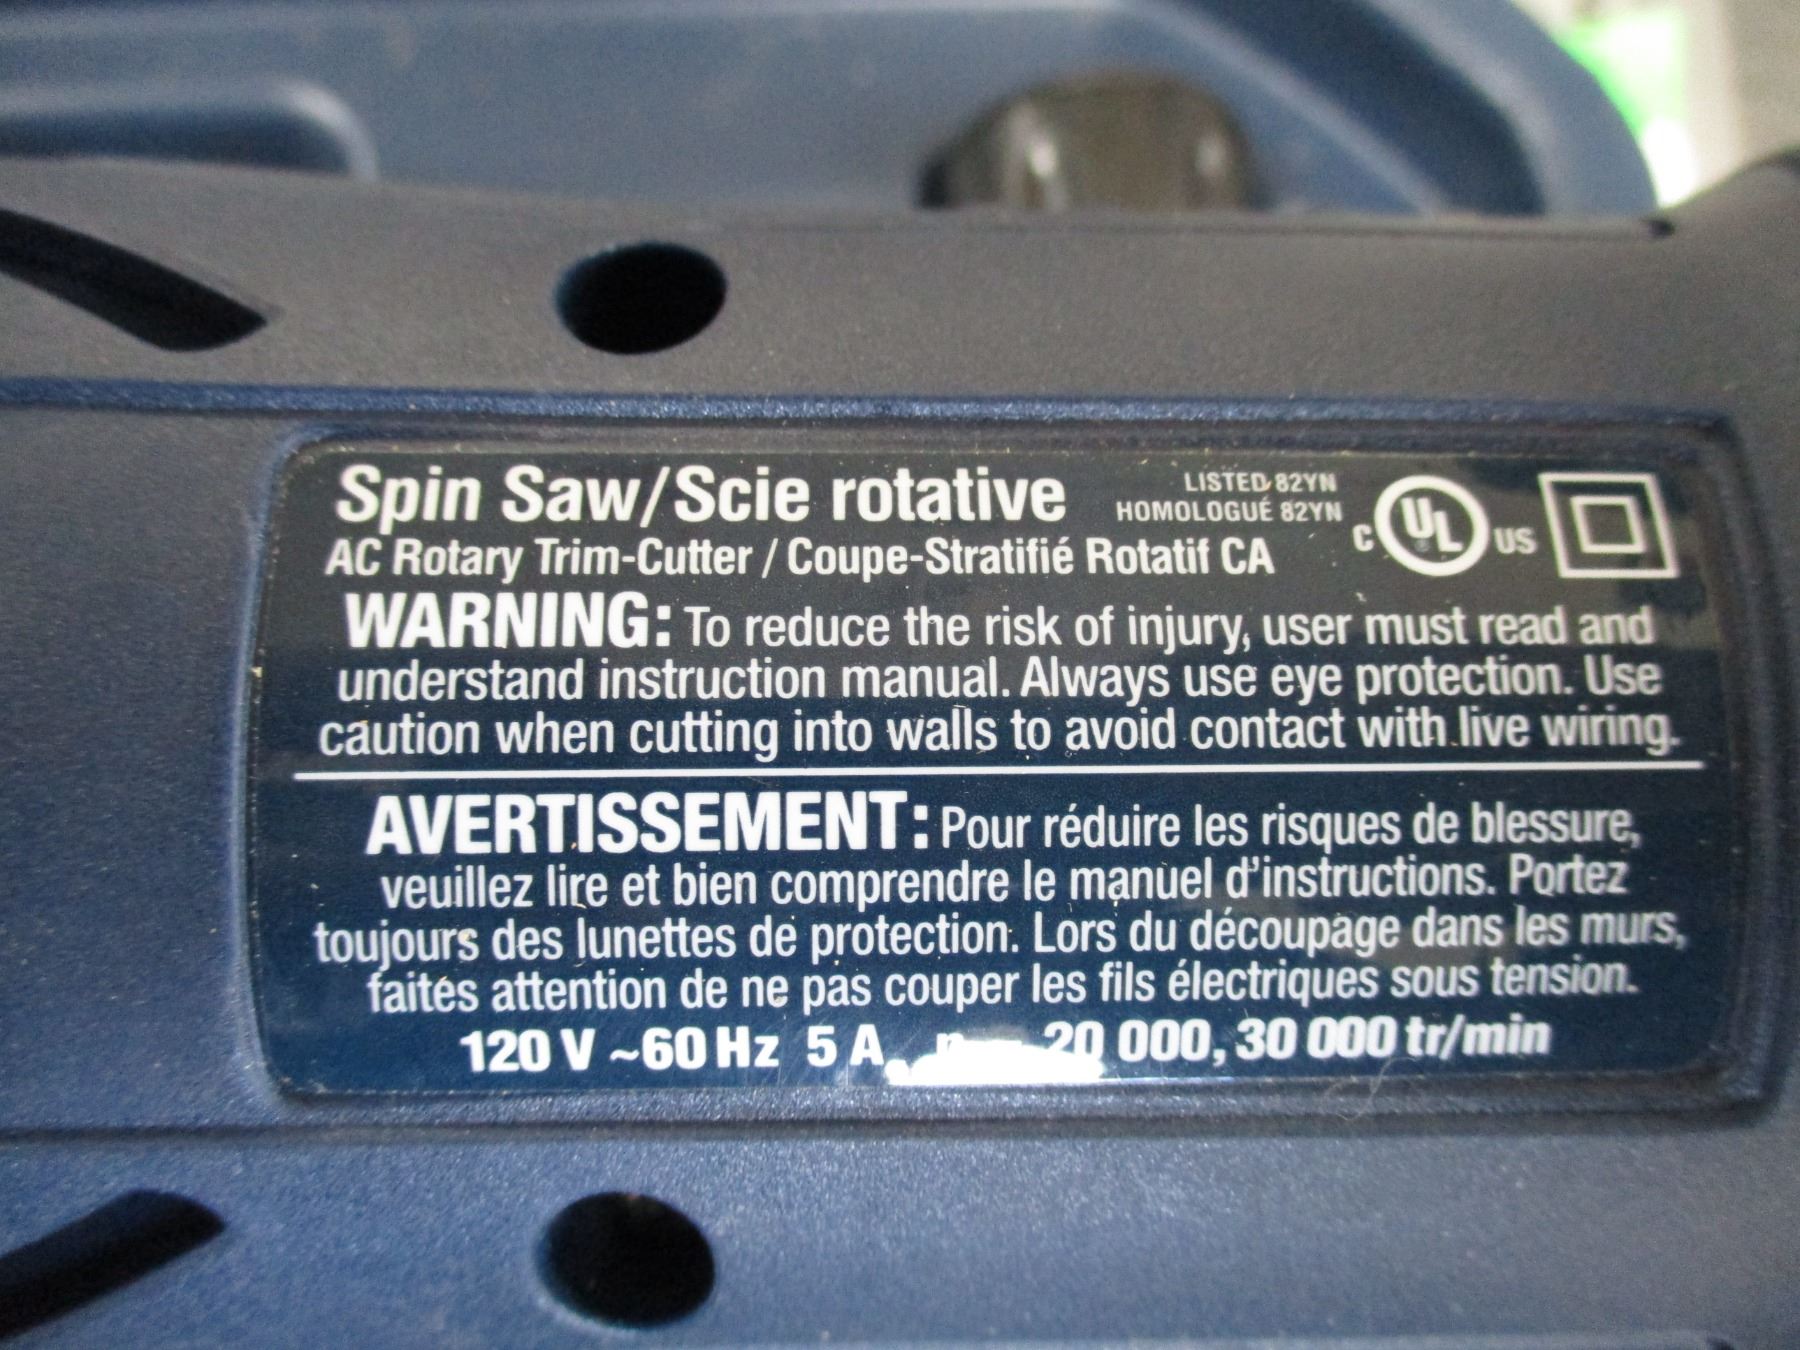 Spin Saw/Scie rotative
LISTED 82YN
HOMOLOGUÉ 82YN
C UL US
AC Rotary Trim-Cutter / Coupe-Stratifié Rotatif CA
WARNING: To reduce the risk of injury, user must read and
understand instruction manual. Always use eye protection. Use
caution when cutting into walls to avoid contact with live wiring.
AVERTISSEMENT: Pour réduire les risques de blessure,
veuillez lire et bien comprendre le manuel d'instructions. Portez
toujours des lunettes de protection. Lors du découpage dans les murs,
faites attention de ne pas couper les fils électriques sous tension.
120 V ~60 Hz 5 A 20 000, 30 000 tr/min